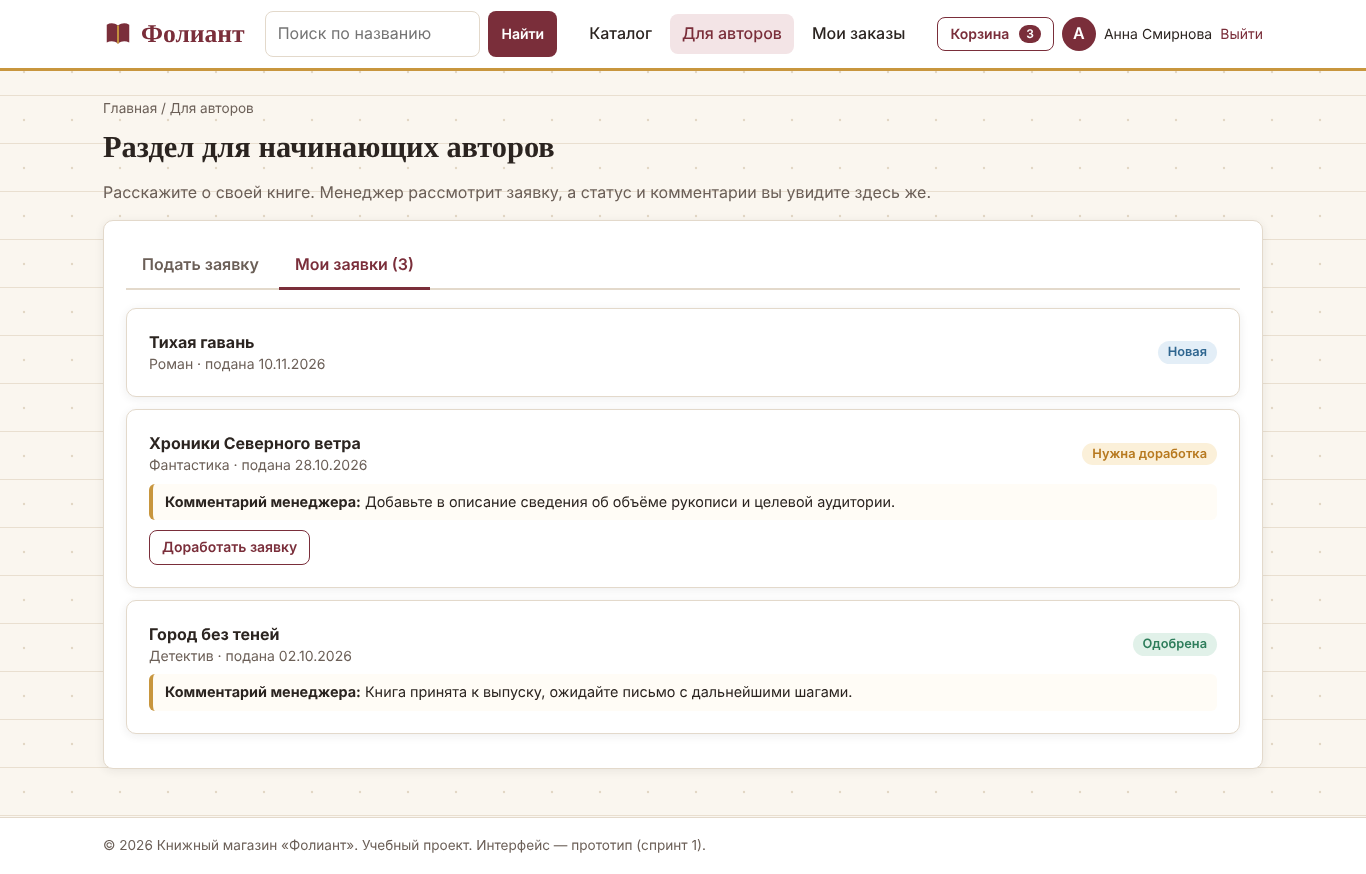 Фолиант
Поиск по названию
Найти
Каталог
Для авторов
Мои заказы
Корзина 3
А
Анна Смирнова
Выйти
Главная / Для авторов
Раздел для начинающих авторов
Расскажите о своей книге. Менеджер рассмотрит заявку, а статус и комментарии вы увидите здесь же.
Подать заявку
Мои заявки (3)
Тихая гавань
Роман · подана 10.11.2026
Новая
Хроники Северного ветра
Фантастика · подана 28.10.2026
Нужна доработка
Комментарий менеджера: Добавьте в описание сведения об объёме рукописи и целевой аудитории.
Доработать заявку
Город без теней
Детектив · подана 02.10.2026
Одобрена
Комментарий менеджера: Книга принята к выпуску, ожидайте письмо с дальнейшими шагами.
© 2026 Книжный магазин «Фолиант». Учебный проект. Интерфейс — прототип (спринт 1).